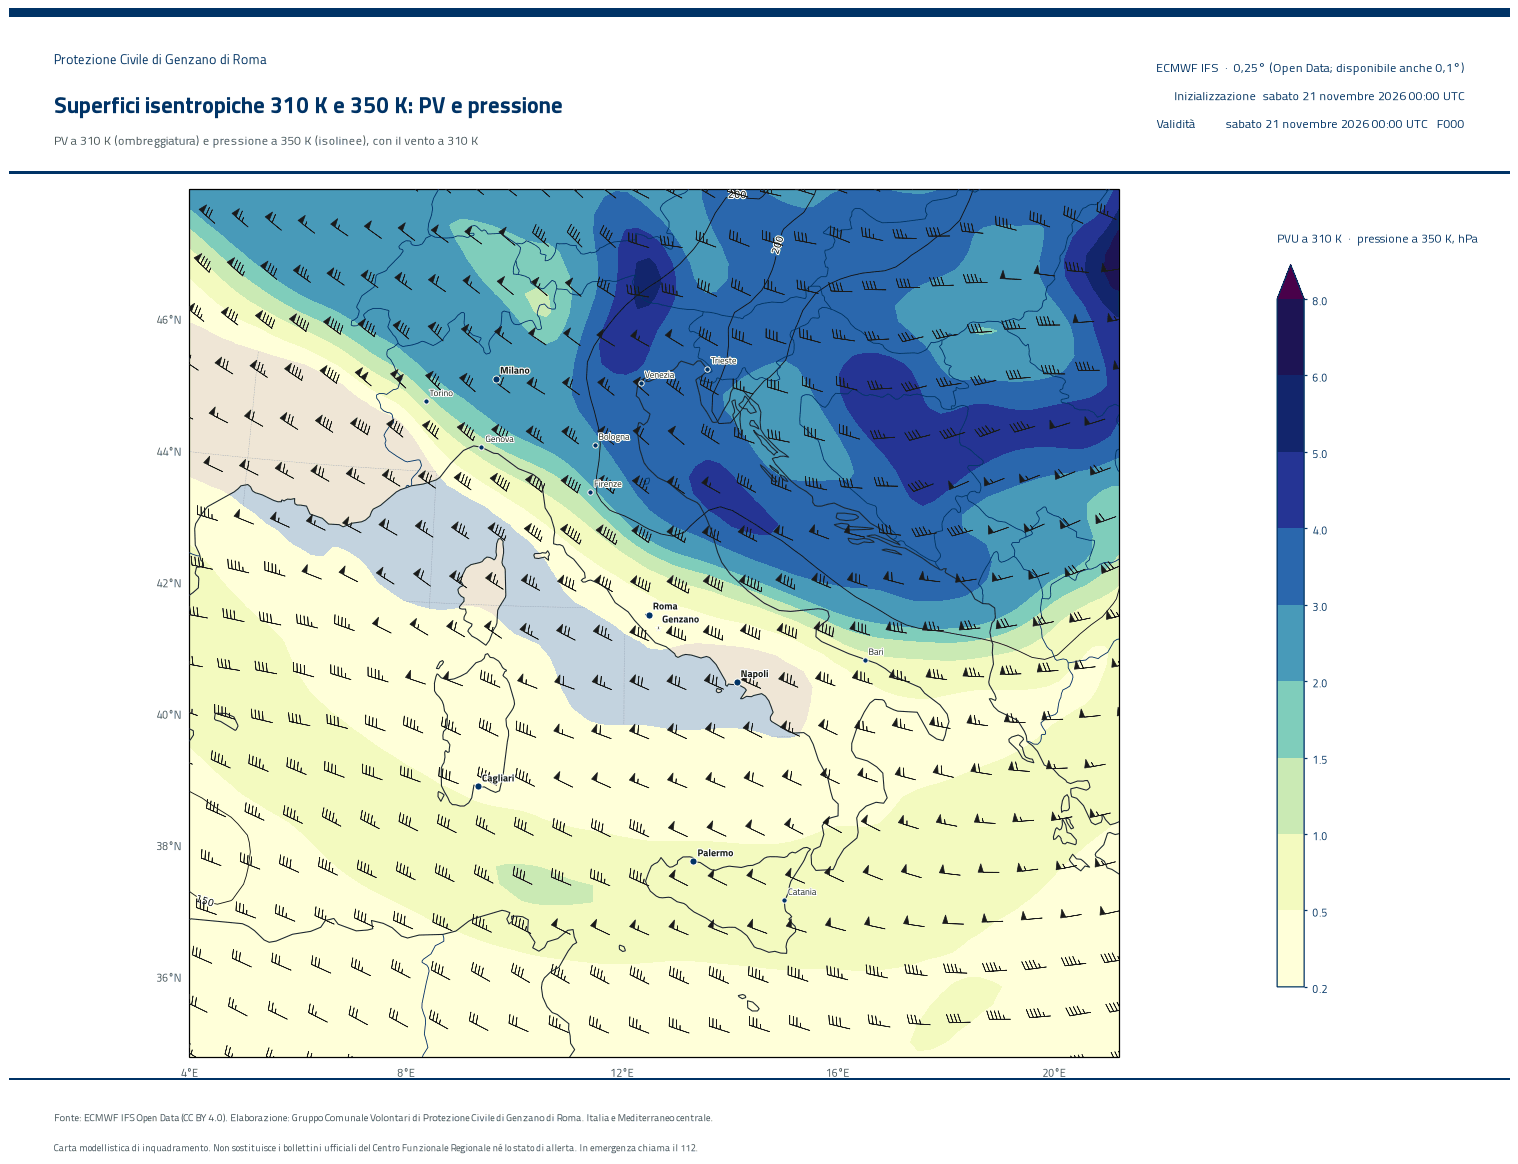 Protezione Civile di Genzano di Roma
Superfici isentropiche 310 K e 350 K: PV e pressione
PV a 310 K (ombreggiatura) e pressione a 350 K (isolinee), con il vento a 310 K
ECMWF IFS · 0,25° (Open Data; disponibile anche 0,1°)
Inizializzazione sabato 21 novembre 2026 00:00 UTC
Validità sabato 21 novembre 2026 00:00 UTC F000
PVU a 310 K · pressione a 350 K, hPa
8.0
6.0
5.0
4.0
3.0
2.0
1.5
1.0
0.5
0.2
46°N
44°N
42°N
40°N
38°N
36°N
4°E
8°E
12°E
16°E
20°E
210
Trieste
Milano
Venezia
Torino
Genova
Bologna
Firenze
Roma
Genzano
Bari
Napoli
Cagliari
Palermo
Catania
Fonte: ECMWF IFS Open Data (CC BY 4.0). Elaborazione: Gruppo Comunale Volontari di Protezione Civile di Genzano di Roma. Italia e Mediterraneo centrale.
Carta modellistica di inquadramento. Non sostituisce i bollettini ufficiali del Centro Funzionale Regionale né lo stato di allerta. In emergenza chiama il 112.